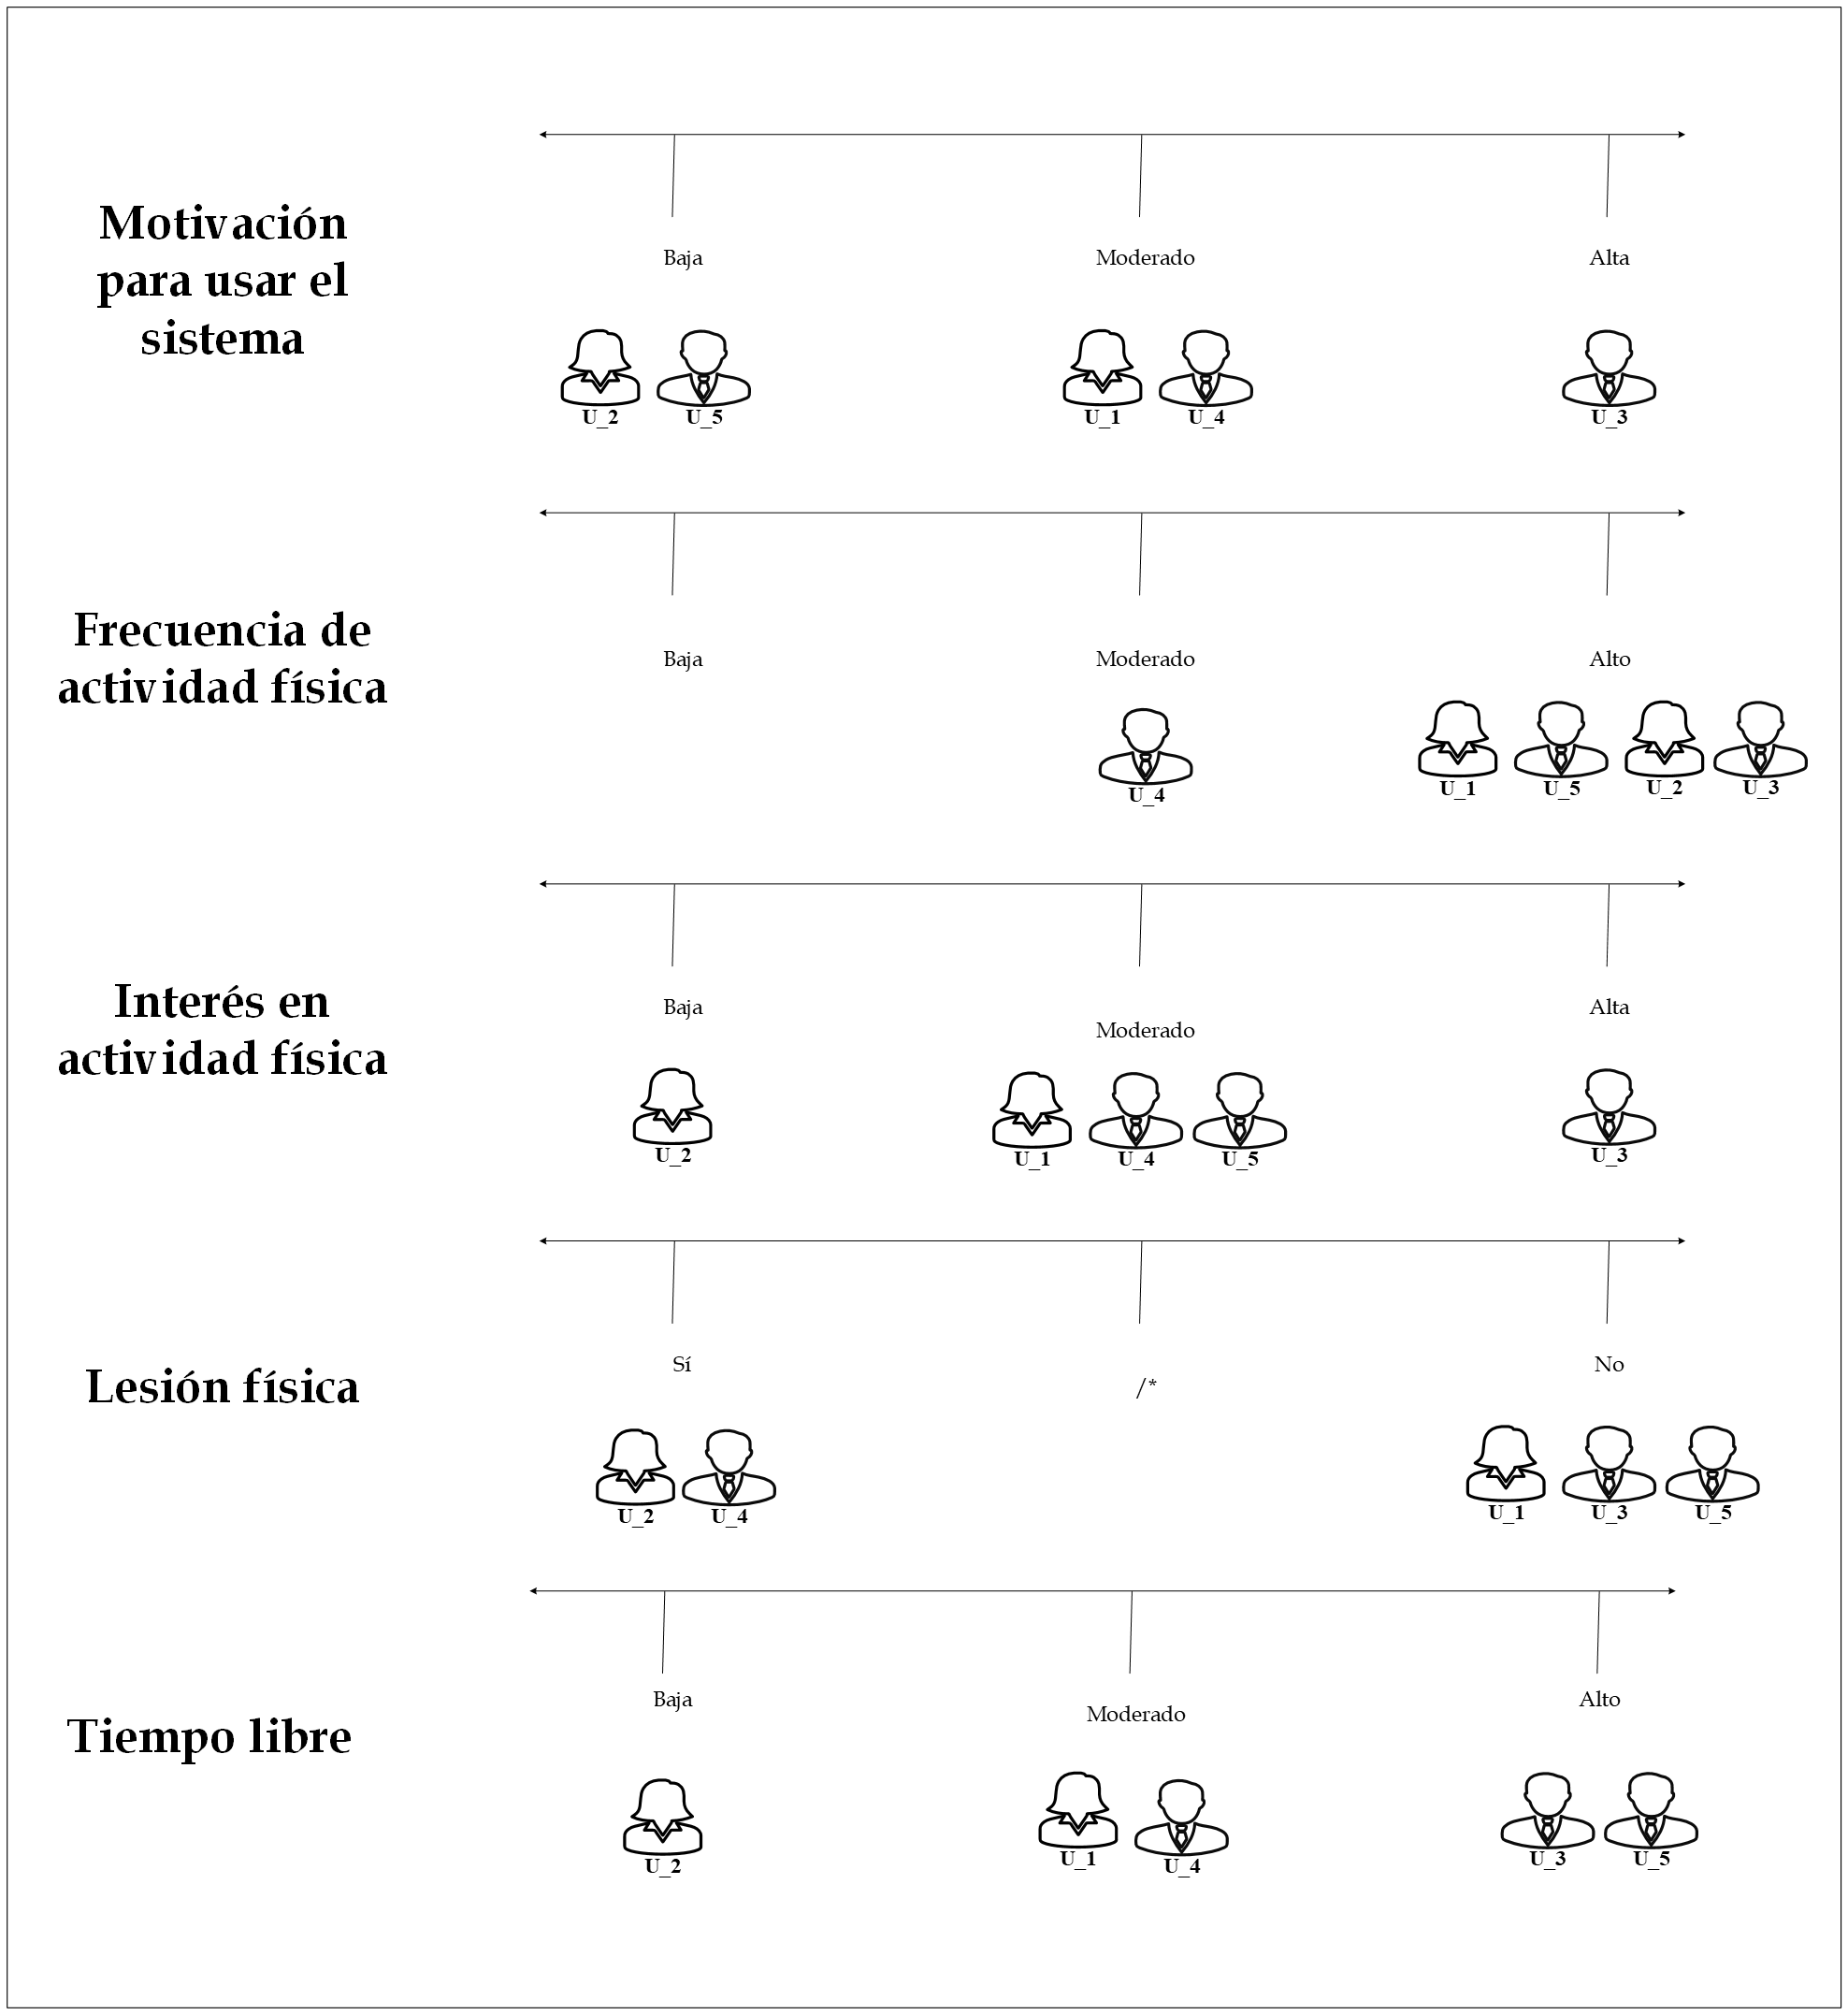 Motivación
para usar el
sistema
Baja
Moderado
Alta
U_2
U_5
U_1
U_4
U_3
Frecuencia de
actividad física
Baja
Moderado
Alto
U_4
U_1
U_5
U_2
U_3
Interés en
actividad física
Baja
Moderado
Alta
U_2
U_1
U_4
U_5
U_3
Lesión física
Sí
/*
No
U_2
U_4
U_1
U_3
U_5
Tiempo libre
Baja
Moderado
Alto
U_2
U_1
U_4
U_3
U_5